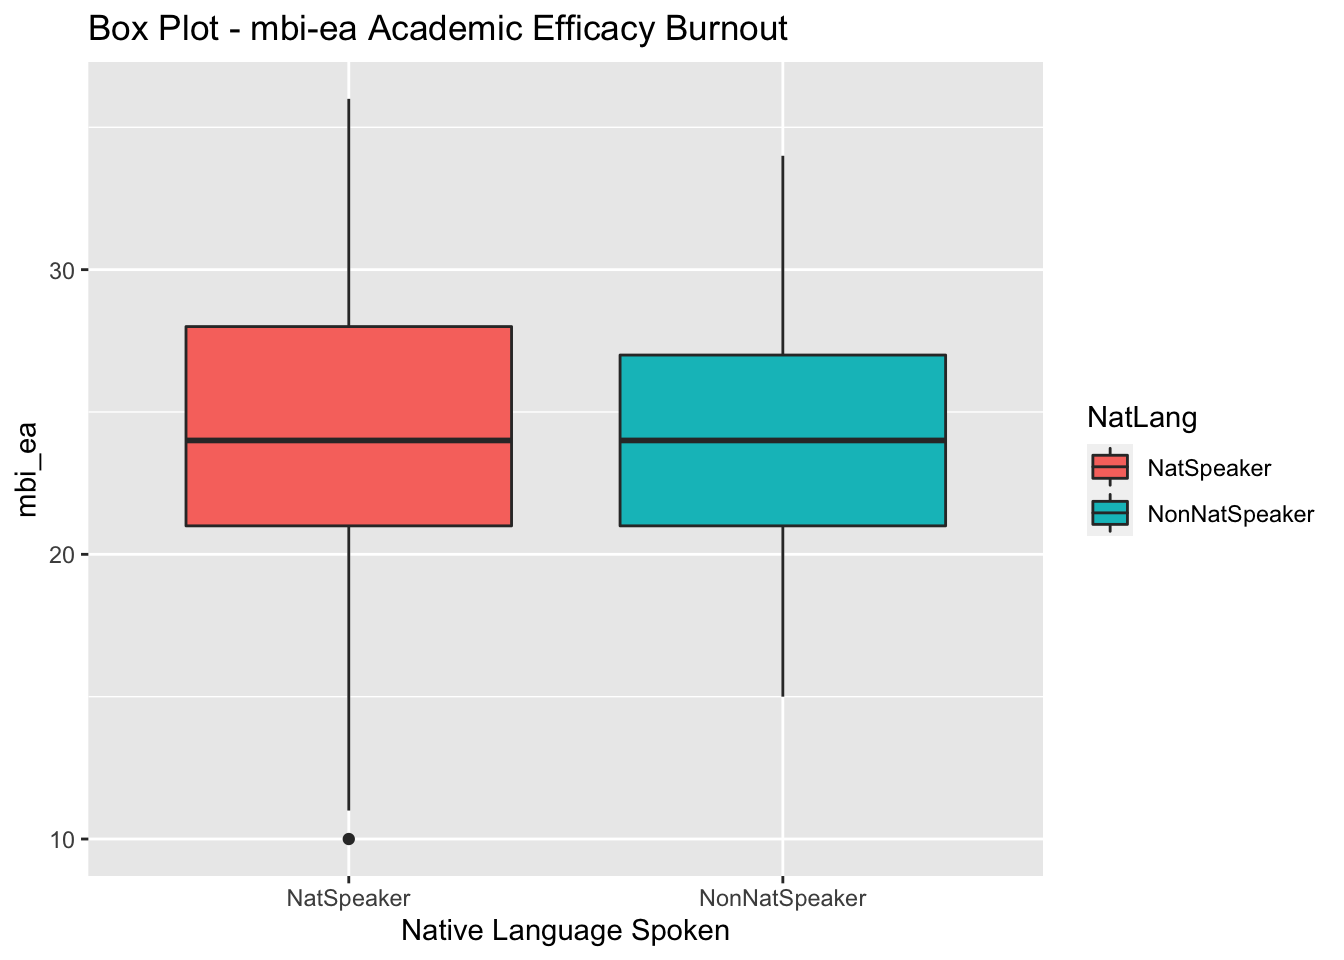 Box Plot - mbi-ea Academic Efficacy Burnout
mbi_ea
30
20
10
NatSpeaker
NonNatSpeaker
Native Language Spoken
NatLang
NatSpeaker
NonNatSpeaker